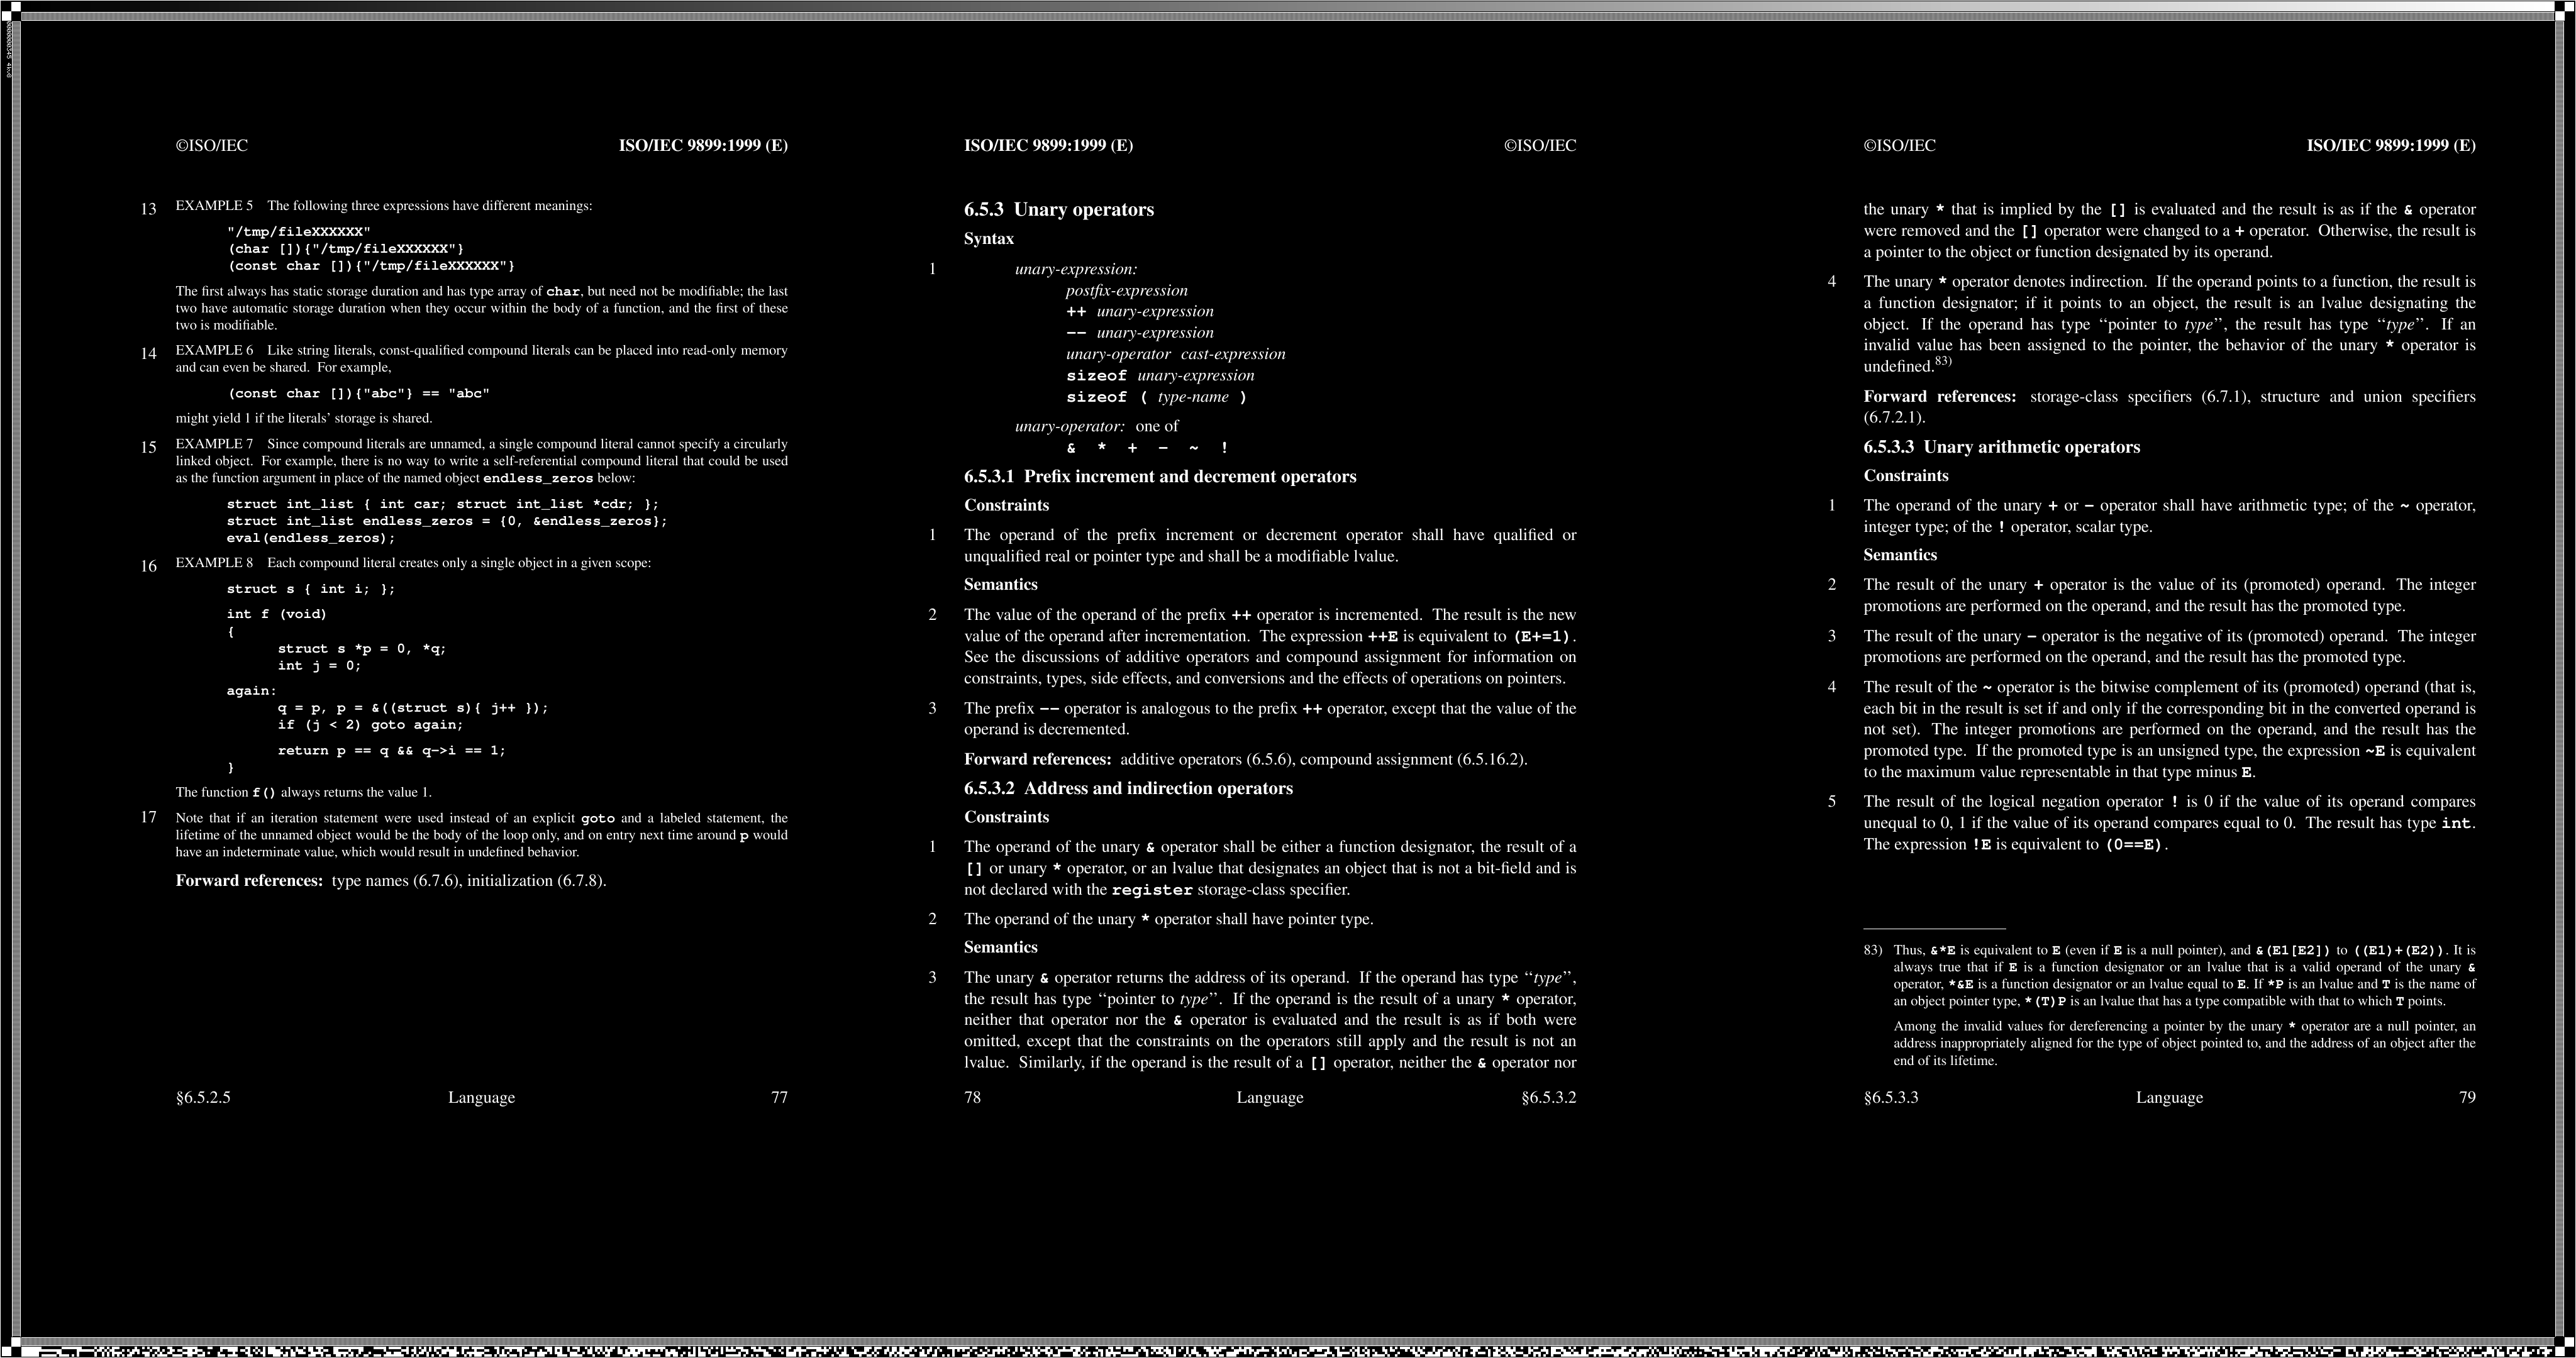 ©ISO/IEC ISO/IEC 9899:1999 (E)
13 EXAMPLE 5 The following three expressions have different meanings:
"/tmp/fileXXXXXX"
(char []){"/tmp/fileXXXXXX"}
(const char []){"/tmp/fileXXXXXX"}
The first always has static storage duration and has type array of char, but need not be modifiable; the last
two have automatic storage duration when they occur within the body of a function, and the first of these
two is modifiable.
14 EXAMPLE 6 Like string literals, const-qualified compound literals can be placed into read-only memory
and can even be shared. For example,
(const char []){"abc"} == "abc"
might yield 1 if the literals’ storage is shared.
15 EXAMPLE 7 Since compound literals are unnamed, a single compound literal cannot specify a circularly
linked object. For example, there is no way to write a self-referential compound literal that could be used
as the function argument in place of the named object endless_zeros below:
struct int_list { int car; struct int_list *cdr; };
struct int_list endless_zeros = {0, &endless_zeros};
eval(endless_zeros);
16 EXAMPLE 8 Each compound literal creates only a single object in a given scope:
struct s { int i; };
int f (void)
{
struct s *p = 0, *q;
int j = 0;
again:
q = p, p = &((struct s){ j++ });
if (j < 2) goto again;
return p == q && q->i == 1;
}
The function f() always returns the value 1.
17 Note that if an iteration statement were used instead of an explicit goto and a labeled statement, the
lifetime of the unnamed object would be the body of the loop only, and on entry next time around p would
have an indeterminate value, which would result in undefined behavior.
Forward references: type names (6.7.6), initialization (6.7.8).
§6.5.2.5 Language 77
ISO/IEC 9899:1999 (E) ©ISO/IEC
6.5.3 Unary operators
Syntax
1 unary-expression:
postfix-expression
++ unary-expression
-- unary-expression
unary-operator cast-expression
sizeof unary-expression
sizeof ( type-name )
unary-operator: one of
& * + - ~ !
6.5.3.1 Prefix increment and decrement operators
Constraints
1 The operand of the prefix increment or decrement operator shall have qualified or
unqualified real or pointer type and shall be a modifiable lvalue.
Semantics
2 The value of the operand of the prefix ++ operator is incremented. The result is the new
value of the operand after incrementation. The expression ++E is equivalent to (E+=1).
See the discussions of additive operators and compound assignment for information on
constraints, types, side effects, and conversions and the effects of operations on pointers.
3 The prefix -- operator is analogous to the prefix ++ operator, except that the value of the
operand is decremented.
Forward references: additive operators (6.5.6), compound assignment (6.5.16.2).
6.5.3.2 Address and indirection operators
Constraints
1 The operand of the unary & operator shall be either a function designator, the result of a
[] or unary * operator, or an lvalue that designates an object that is not a bit-field and is
not declared with the register storage-class specifier.
2 The operand of the unary * operator shall have pointer type.
Semantics
3 The unary & operator returns the address of its operand. If the operand has type ‘‘type’’,
the result has type ‘‘pointer to type’’. If the operand is the result of a unary * operator,
neither that operator nor the & operator is evaluated and the result is as if both were
omitted, except that the constraints on the operators still apply and the result is not an
lvalue. Similarly, if the operand is the result of a [] operator, neither the & operator nor
78 Language §6.5.3.2
©ISO/IEC ISO/IEC 9899:1999 (E)
the unary * that is implied by the [] is evaluated and the result is as if the & operator
were removed and the [] operator were changed to a + operator. Otherwise, the result is
a pointer to the object or function designated by its operand.
4 The unary * operator denotes indirection. If the operand points to a function, the result is
a function designator; if it points to an object, the result is an lvalue designating the
object. If the operand has type ‘‘pointer to type’’, the result has type ‘‘type’’. If an
invalid value has been assigned to the pointer, the behavior of the unary * operator is
undefined.83)
Forward references: storage-class specifiers (6.7.1), structure and union specifiers
(6.7.2.1).
6.5.3.3 Unary arithmetic operators
Constraints
1 The operand of the unary + or - operator shall have arithmetic type; of the ~ operator,
integer type; of the ! operator, scalar type.
Semantics
2 The result of the unary + operator is the value of its (promoted) operand. The integer
promotions are performed on the operand, and the result has the promoted type.
3 The result of the unary - operator is the negative of its (promoted) operand. The integer
promotions are performed on the operand, and the result has the promoted type.
4 The result of the ~ operator is the bitwise complement of its (promoted) operand (that is,
each bit in the result is set if and only if the corresponding bit in the converted operand is
not set). The integer promotions are performed on the operand, and the result has the
promoted type. If the promoted type is an unsigned type, the expression ~E is equivalent
to the maximum value representable in that type minus E.
5 The result of the logical negation operator ! is 0 if the value of its operand compares
unequal to 0, 1 if the value of its operand compares equal to 0. The result has type int.
The expression !E is equivalent to (0==E).
83) Thus, &*E is equivalent to E (even if E is a null pointer), and &(E1[E2]) to ((E1)+(E2)). It is
always true that if E is a function designator or an lvalue that is a valid operand of the unary &
operator, *&E is a function designator or an lvalue equal to E. If *P is an lvalue and T is the name of
an object pointer type, *(T)P is an lvalue that has a type compatible with that to which T points.
Among the invalid values for dereferencing a pointer by the unary * operator are a null pointer, an
address inappropriately aligned for the type of object pointed to, and the address of an object after the
end of its lifetime.
§6.5.3.3 Language 79